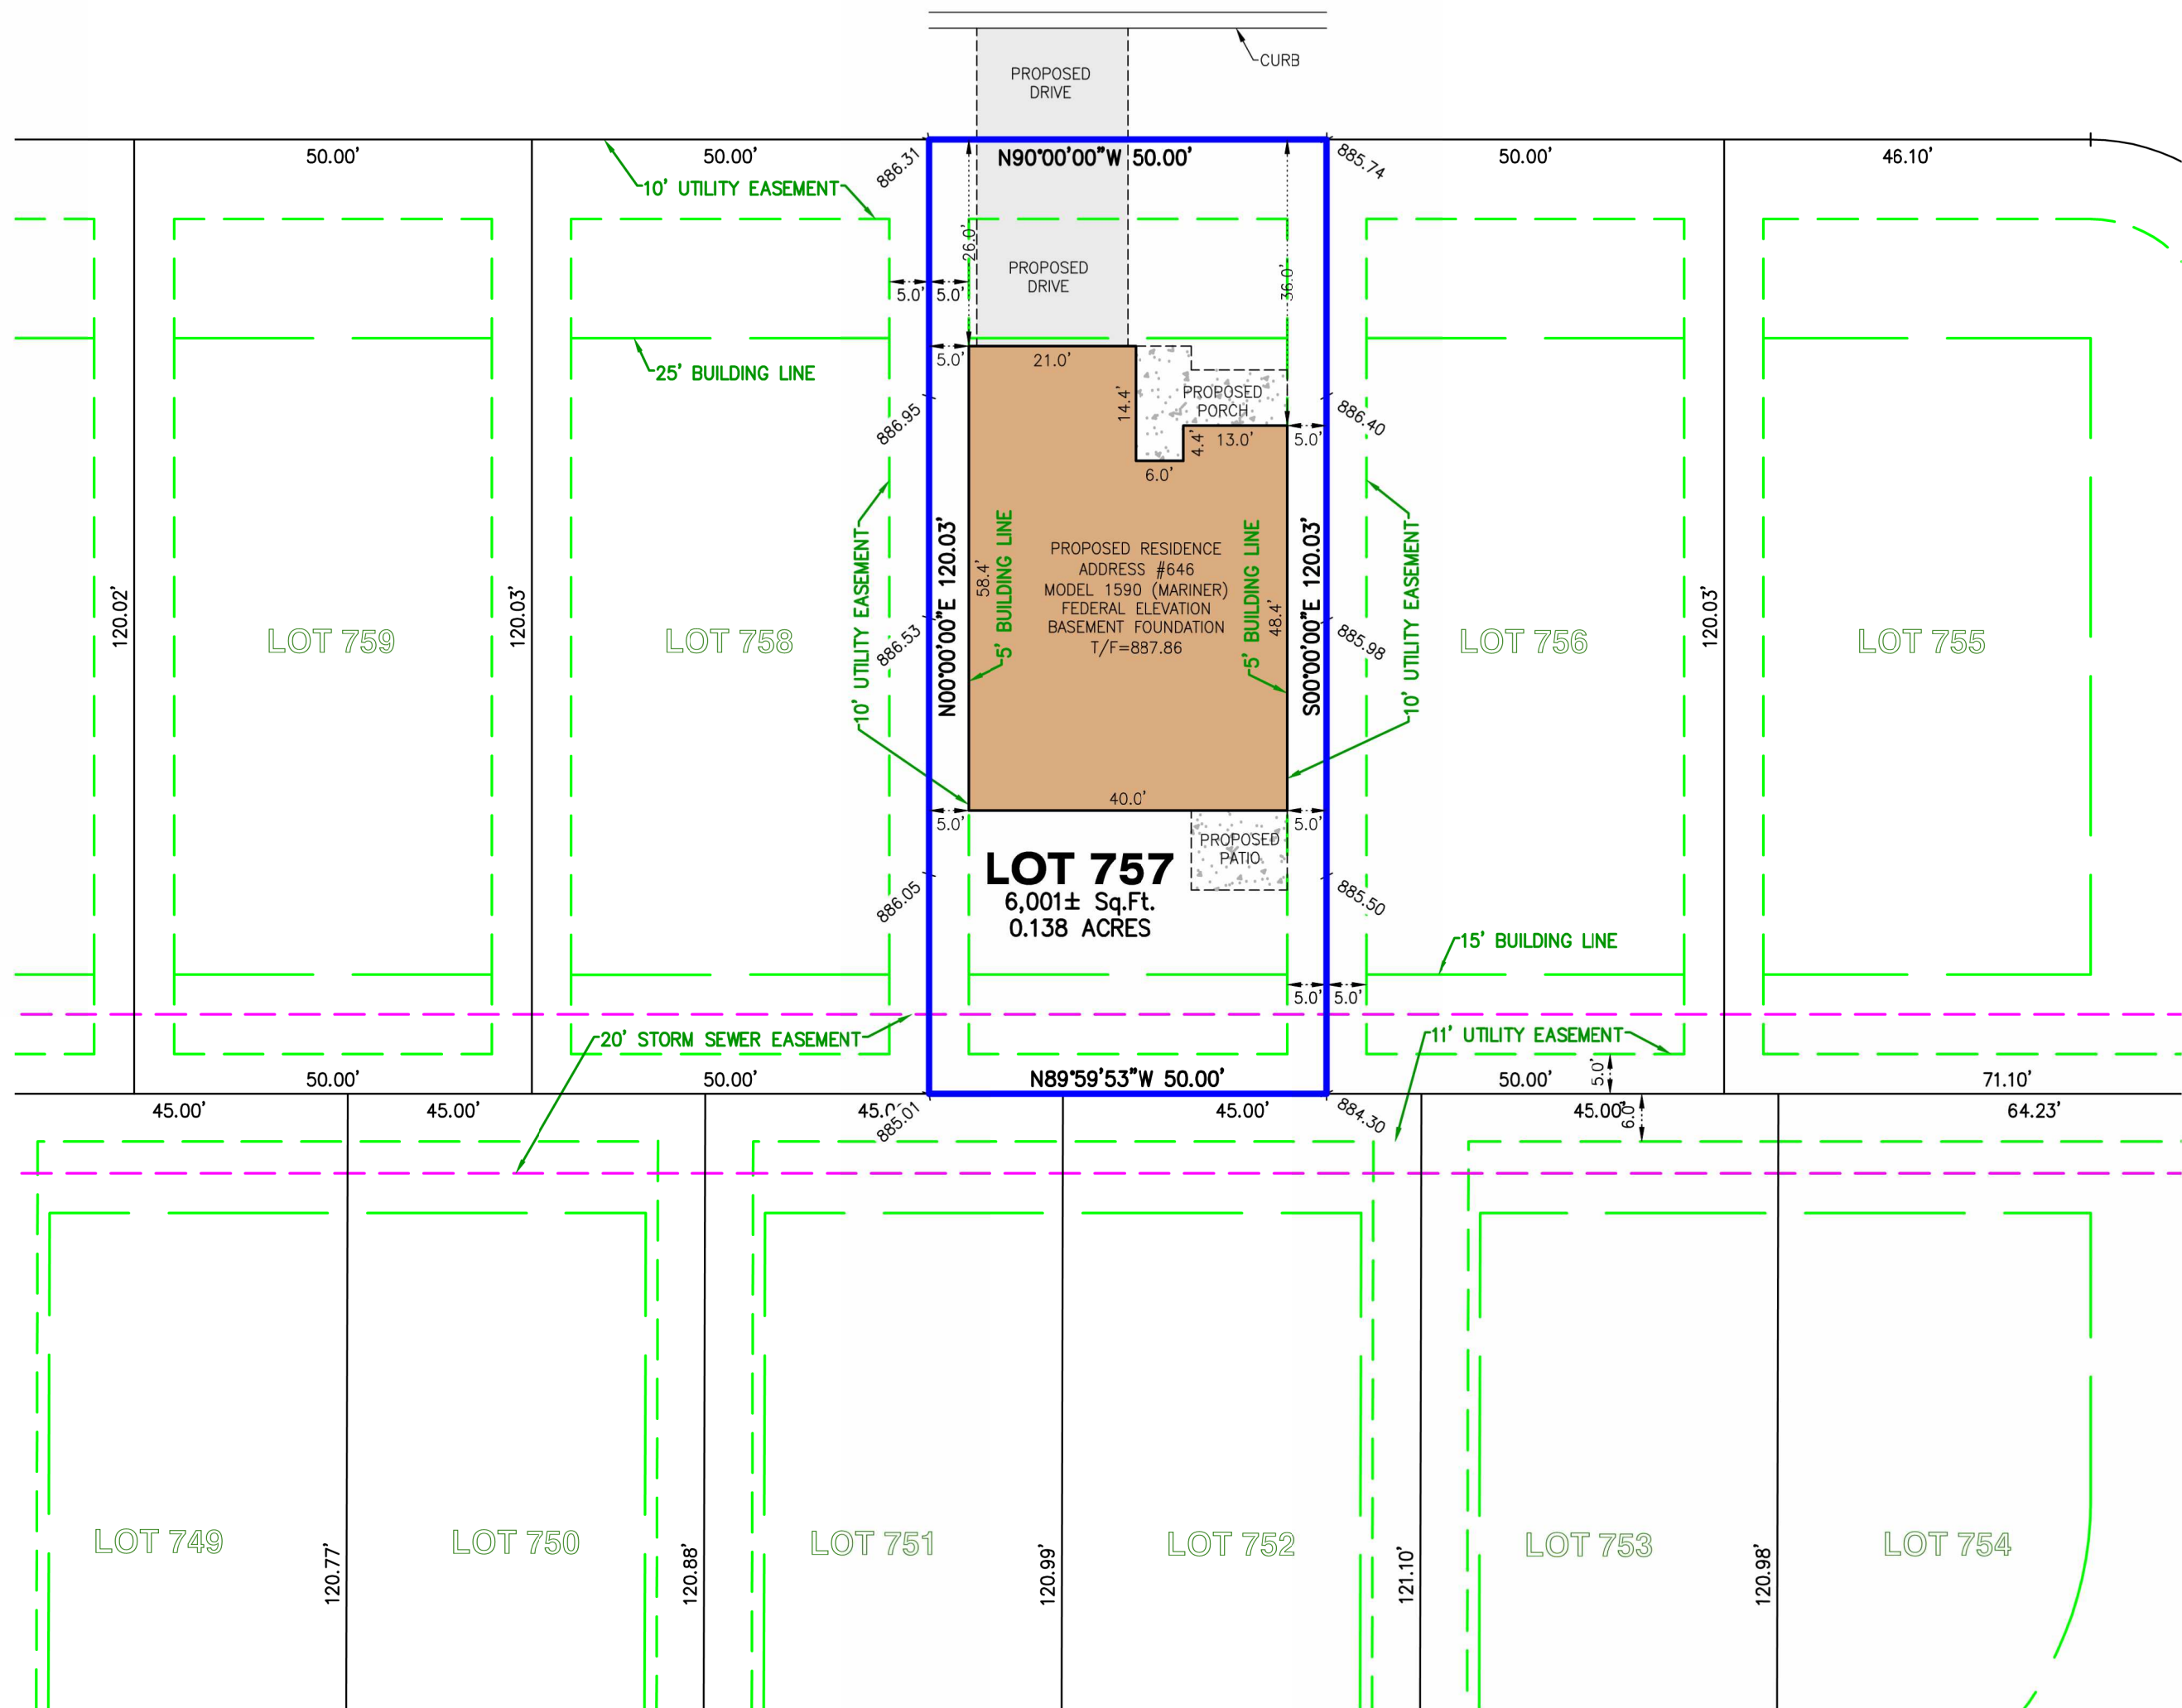 CURB
PROPOSED
DRIVE
50.00'
50.00'
N90°00'00"W 50.00'
50.00'
46.10'
886.31
885.74
10' UTILITY EASEMENT
26.0'
36.0'
PROPOSED
DRIVE
5.0'
5.0'
5.0'
21.0'
25' BUILDING LINE
14.4'
PROPOSED
PORCH
886.95
886.40
4.4'
13.0'
5.0'
6.0'
120.02'
LOT 759
120.03'
LOT 758
886.53
10' UTILITY EASEMENT
N00°00'00"E 120.03'
58.4'
5' BUILDING LINE
PROPOSED RESIDENCE
ADDRESS #646
MODEL 1590 (MARINER)
FEDERAL ELEVATION
BASEMENT FOUNDATION
T/F=887.86
5' BUILDING LINE
48.4'
S00°00'00"E 120.03'
885.98
10' UTILITY EASEMENT
LOT 756
120.03'
LOT 755
40.0'
5.0'
5.0'
PROPOSED
PATIO
LOT 757
6,001± Sq.Ft.
0.138 ACRES
886.05
885.50
15' BUILDING LINE
5.0'
5.0'
20' STORM SEWER EASEMENT
11' UTILITY EASEMENT
50.00'
50.00'
N89°59'53"W 50.00'
50.00'
5.0'
71.10'
45.00'
45.00'
45.0
885.01
45.00'
884.30
45.00'
6.0'
64.23'
LOT 749
120.77'
LOT 750
120.88'
LOT 751
120.99'
LOT 752
121.10'
LOT 753
120.98'
LOT 754